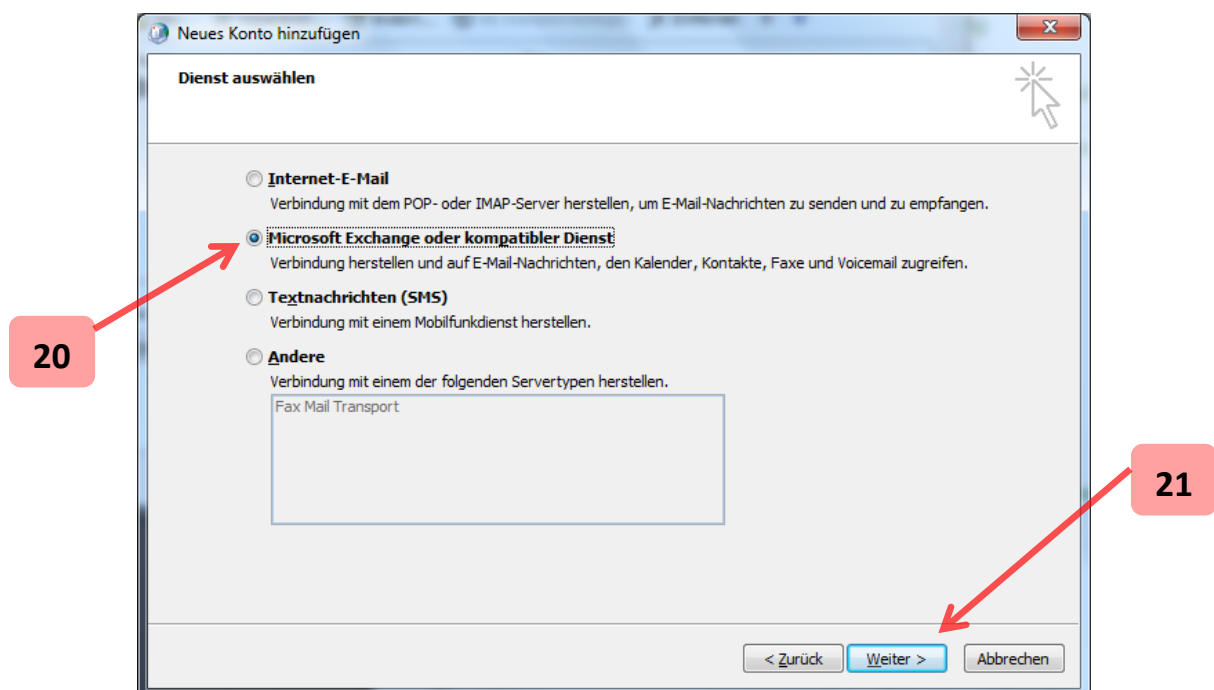 Neues Konto hinzufügen
Dienst auswählen
Internet-E-Mail
Verbindung mit dem POP- oder IMAP-Server herstellen, um E-Mail-Nachrichten zu senden und zu empfangen.
Microsoft Exchange oder kompatibler Dienst
Verbindung herstellen und auf E-Mail-Nachrichten, den Kalender, Kontakte, Faxe und Voicemail zugreifen.
Textnachrichten (SMS)
Verbindung mit einem Mobilfunkdienst herstellen.
20
Andere
Verbindung mit einem der folgenden Servertypen herstellen.
Fax Mail Transport
21
< Zurück Weiter > Abbrechen